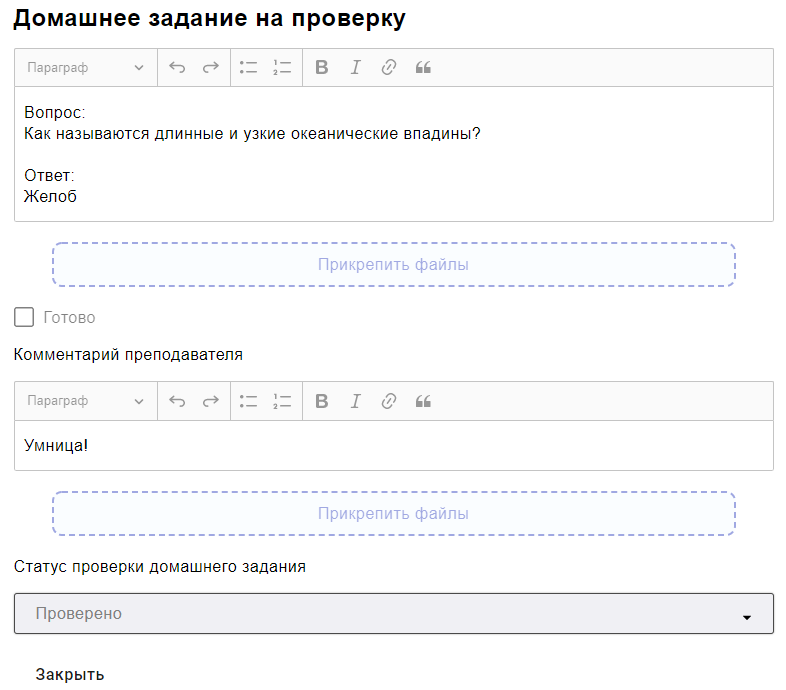 Домашнее задание на проверку
Параграф
Вопрос:
Как называются длинные и узкие океанические впадины?
Ответ:
Желоб
Прикрепить файлы
Готово
Комментарий преподавателя
Параграф
Умница!
Прикрепить файлы
Статус проверки домашнего задания
Проверено
Закрыть